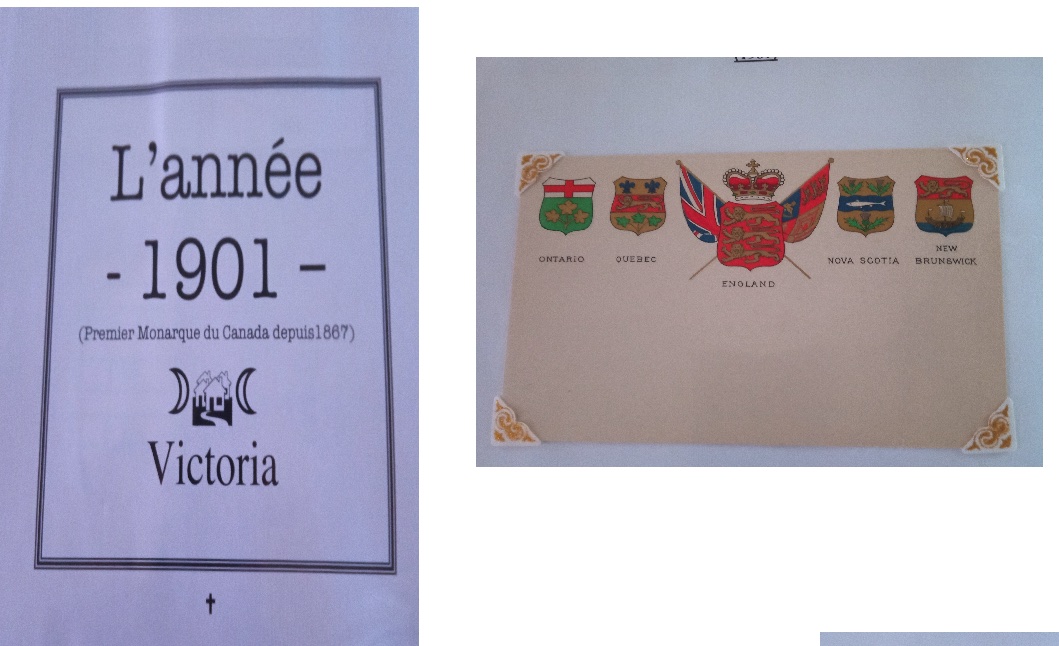 L'année
- 1901 –
(Premier Monarque du Canada depuis1867)
Victoria
ONTARIO
QUEBEC
ENGLAND
NOVA SCOTIA
NEW
BRUNSWICK